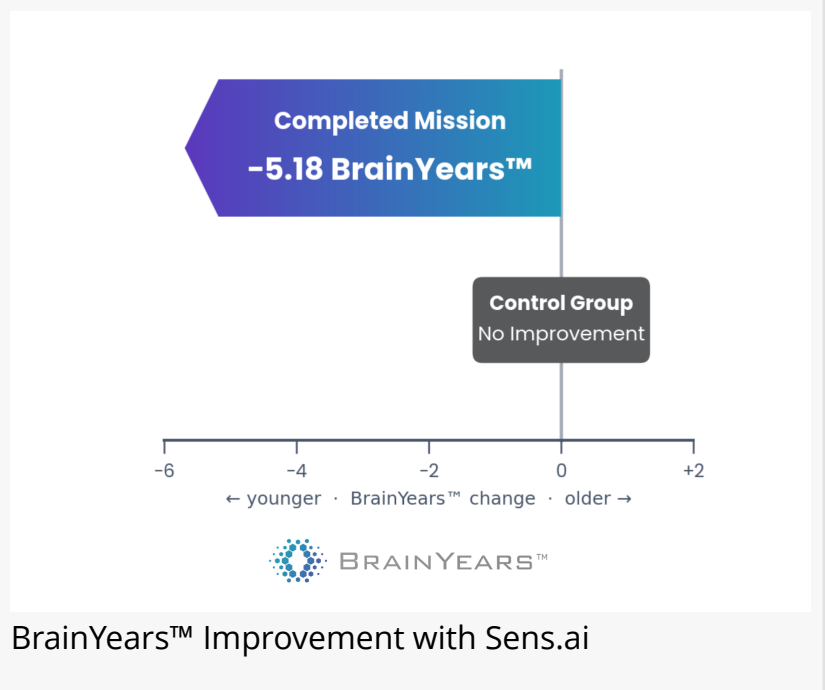 Completed Mission
−5.18 BrainYears™
Control Group
No Improvement
−6 −4 −2 0 +2
← younger · BrainYears™ change · older →
BRAINYEARS™
BrainYears™ Improvement with Sens.ai